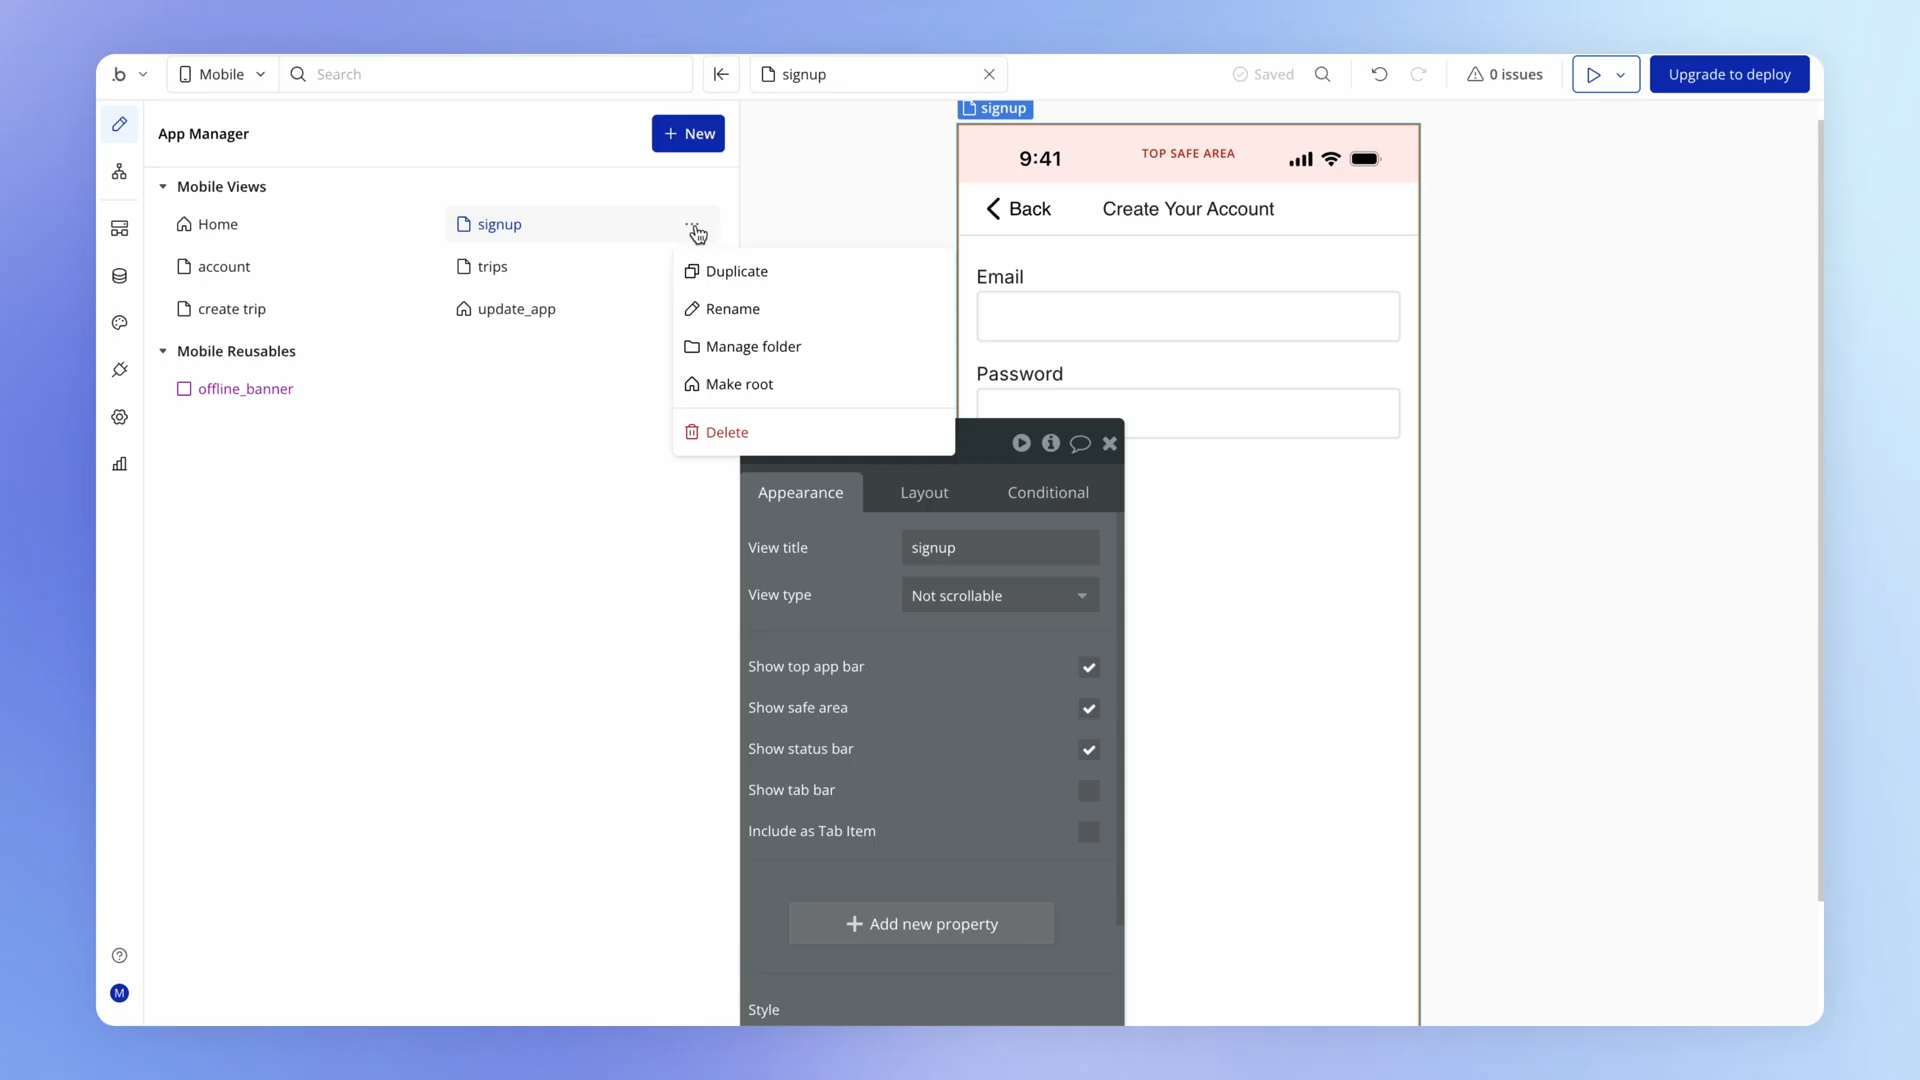 .b
Mobile
Search
signup
Saved
0 issues
Upgrade to deploy
App Manager
+ New
Mobile Views
Home
signup
account
trips
create trip
update_app
Mobile Reusables
offline_banner
Duplicate
Rename
Manage folder
Make root
Delete
signup
9:41
TOP SAFE AREA
Back
Create Your Account
Email
Password
Appearance
Layout
Conditional
View title
signup
View type
Not scrollable
Show top app bar
Show safe area
Show status bar
Show tab bar
Include as Tab Item
+ Add new property
Style
M